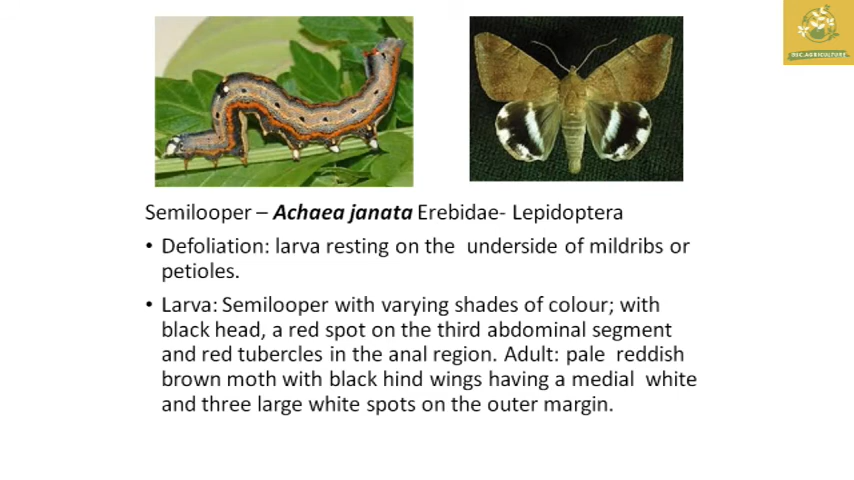 BSC.AGRICULTURE
Semilooper – Achaea janata Erebidae- Lepidoptera
• Defoliation: larva resting on the underside of mildribs or
petioles.
• Larva: Semilooper with varying shades of colour; with
black head, a red spot on the third abdominal segment
and red tubercles in the anal region. Adult: pale reddish
brown moth with black hind wings having a medial white
and three large white spots on the outer margin.